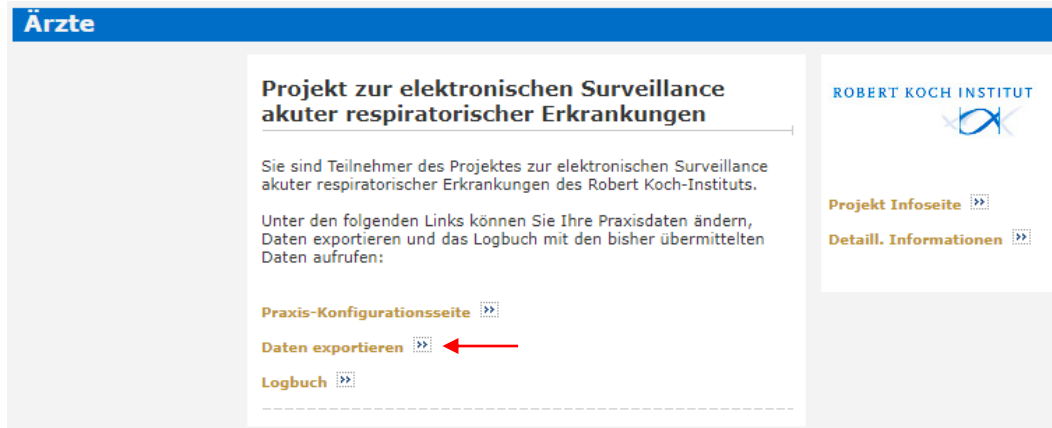 Ärzte
Projekt zur elektronischen Surveillance
akuter respiratorischer Erkrankungen
Sie sind Teilnehmer des Projektes zur elektronischen Surveillance
akuter respiratorischer Erkrankungen des Robert Koch-Instituts.
Unter den folgenden Links können Sie Ihre Praxisdaten ändern,
Daten exportieren und das Logbuch mit den bisher übermittelten
Daten aufrufen:
Praxis-Konfigurationsseite
Daten exportieren
Logbuch
ROBERT KOCH INSTITUT
Projekt Infoseite
Detaill. Informationen